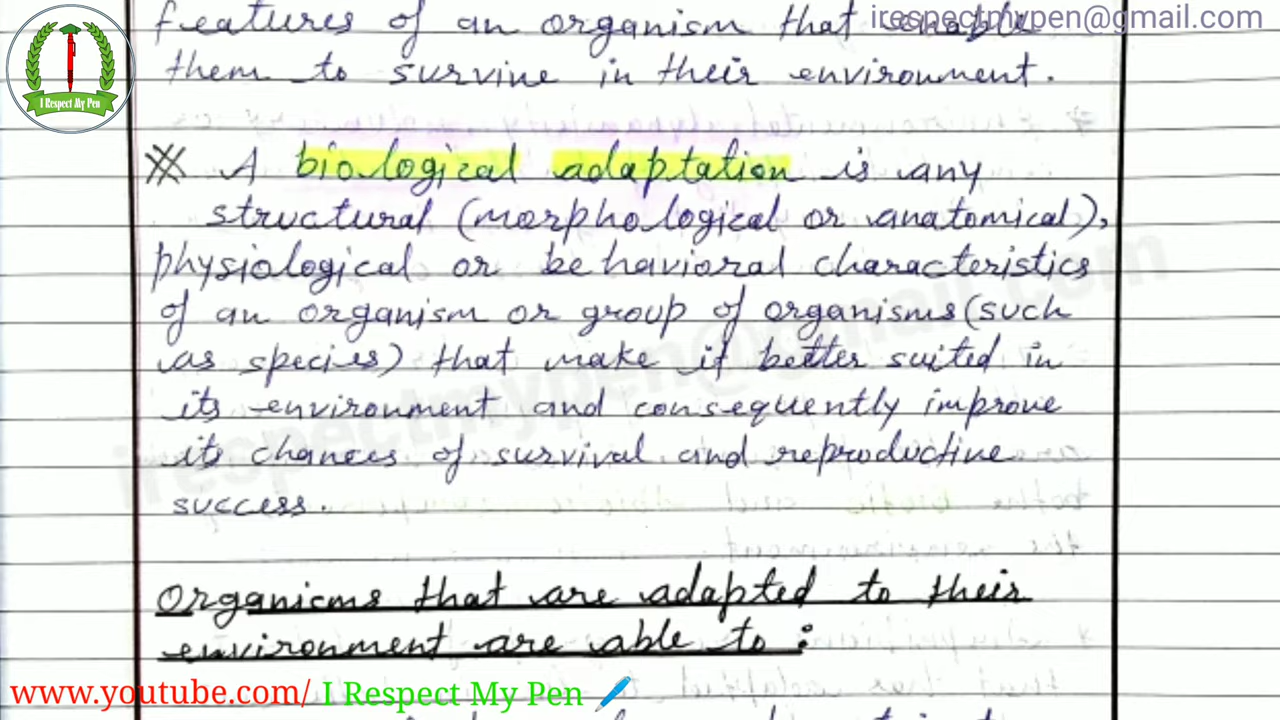 irespectmypen@gmail.com
features of an organism that enable
them to survive in their environment.
I Respect My Pen
※ A biological adaptation is any
structural (morphological or anatomical),
physiological or behavioral characteristics
of an organism or group of organisms (such
as species) that make it better suited in
its environment and consequently improve
its chances of survival and reproductive
success.
irespectmypen@gmail.com
Organisms that are adapted to their
environment are able to :
www.youtube.com/ I Respect My Pen